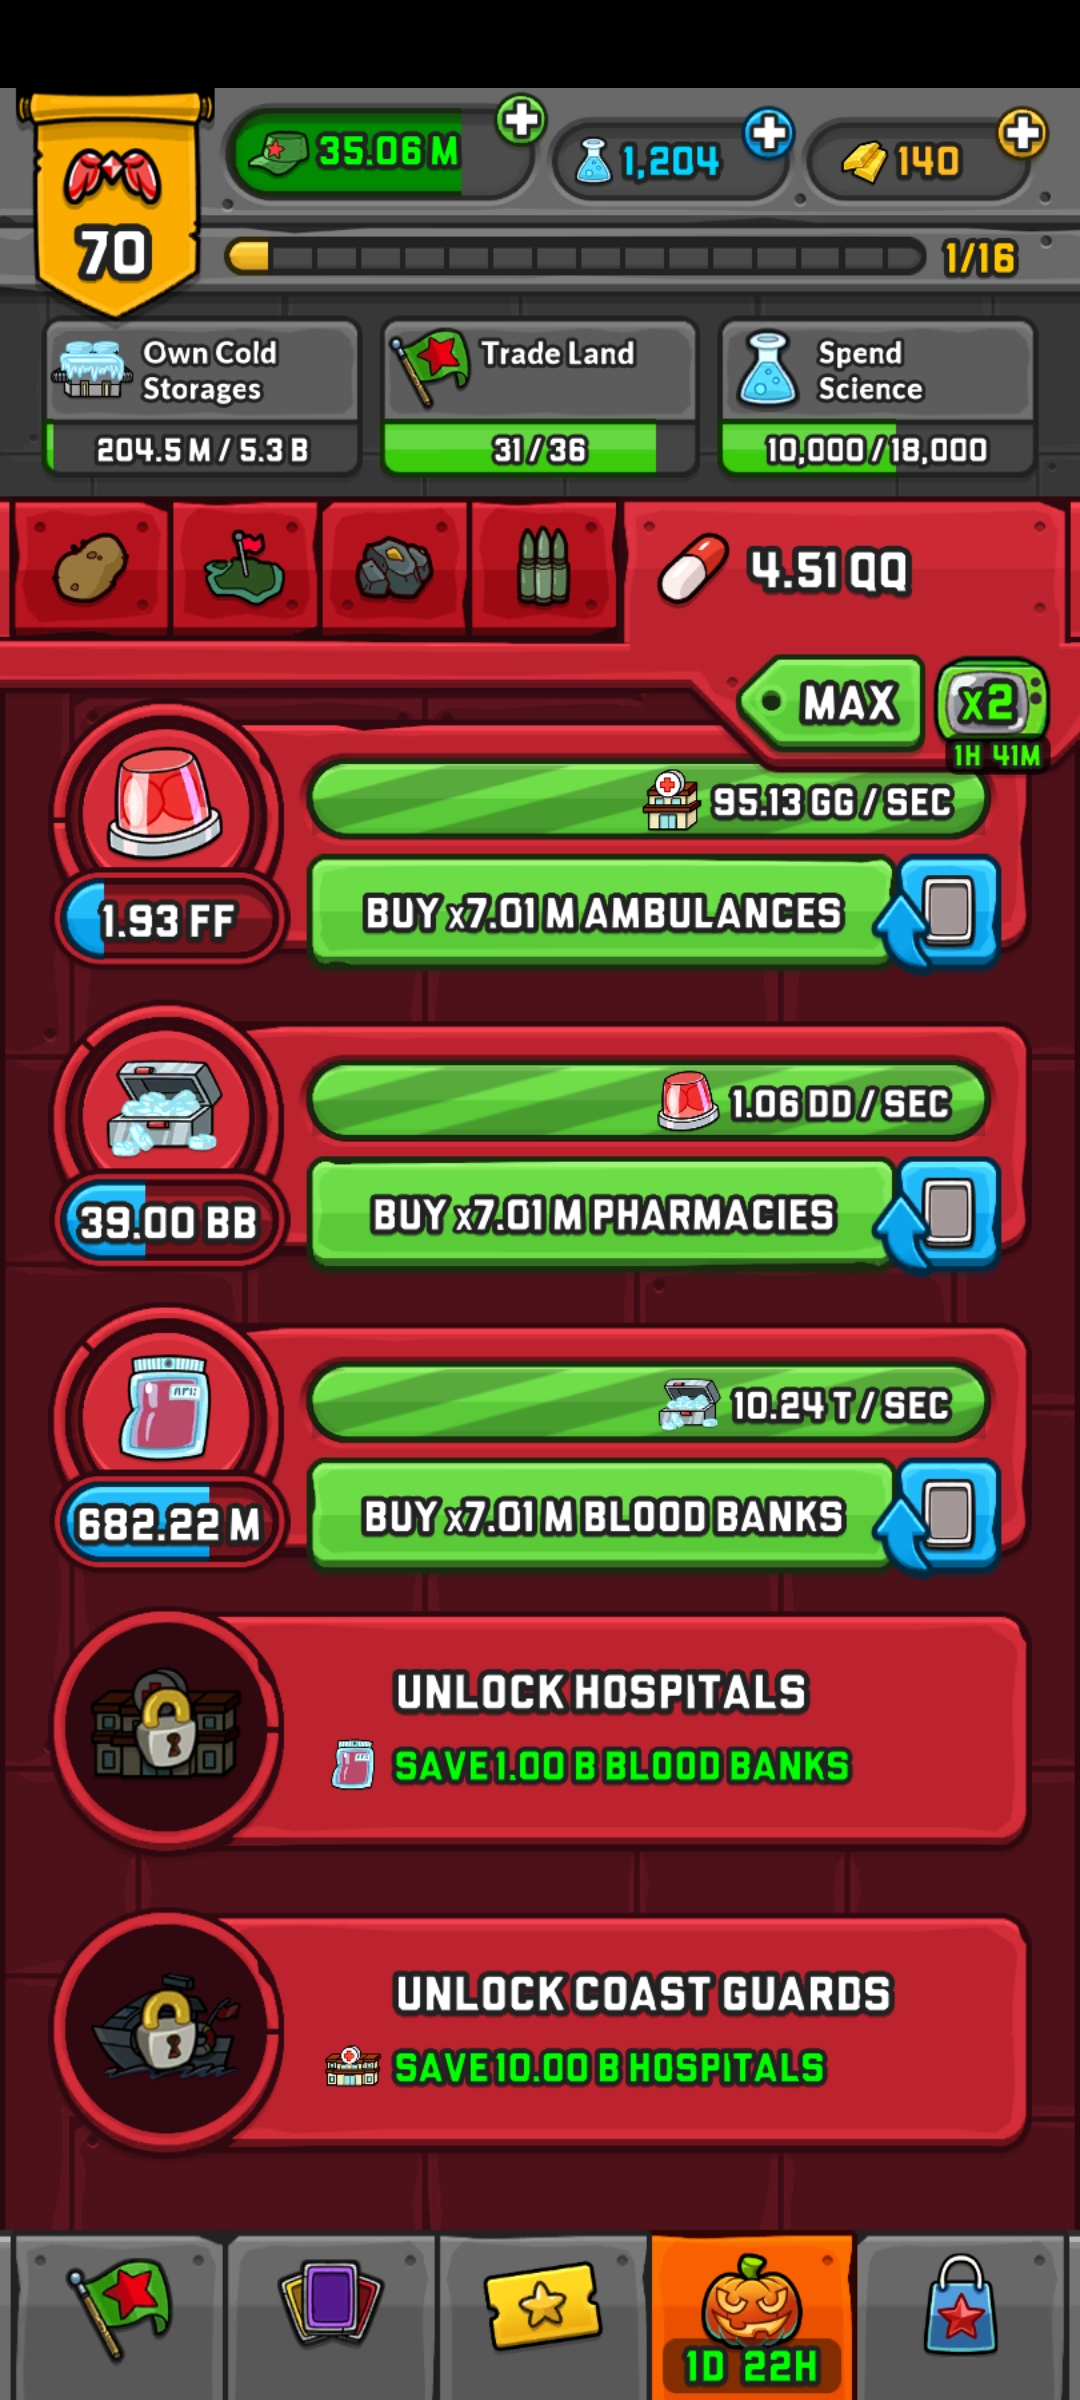 35.06 M
1,204
140
70
1/16
Own Cold
Storages
204.5 M / 5.3 B
Trade Land
31 / 36
Spend
Science
10,000 / 18,000
4.51 QQ
MAX
x2
1H 41M
95.13 GG / SEC
1.93 FF
BUY x7.01 M AMBULANCES
1.06 DD / SEC
39.00 BB
BUY x7.01 M PHARMACIES
10.24 T / SEC
682.22 M
BUY x7.01 M BLOOD BANKS
UNLOCK HOSPITALS
SAVE 1.00 B BLOOD BANKS
UNLOCK COAST GUARDS
SAVE 10.00 B HOSPITALS
1D 22H